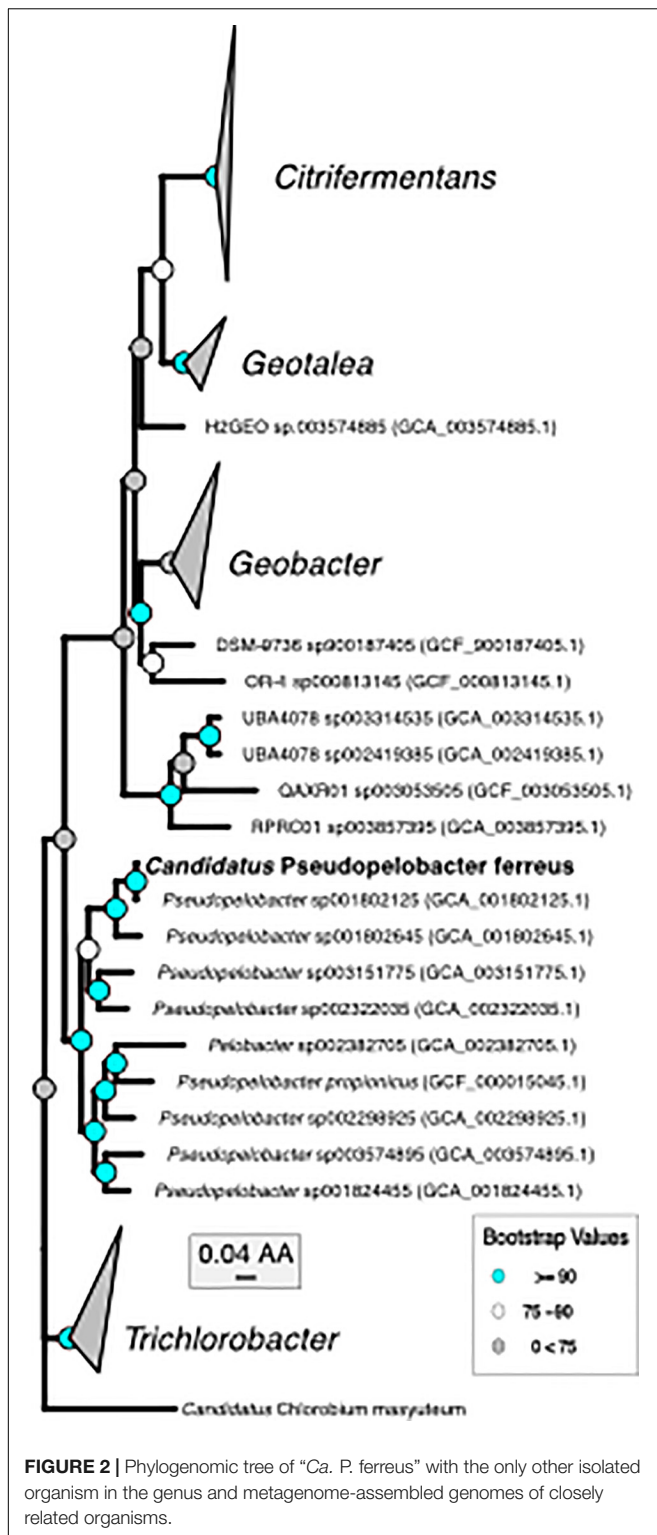 Citrifermentans
Geotalea
H2GEO sp.003574885 (GCA_003574885.1)
Geobacter
DSM-9736 sp900187405 (GCF_900187405.1)
OR-1 sp000813145 (GCF_000813145.1)
UBA4078 sp003314535 (GCA_003314535.1)
UBA4078 sp002419385 (GCA_002419385.1)
QAXR01 sp003053505 (GCF_003053505.1)
RPRC01 sp003857395 (GCA_003857395.1)
Candidatus Pseudopelobacter ferreus
Pseudopelobacter sp001802125 (GCA_001802125.1)
Pseudopelobacter sp001802645 (GCA_001802645.1)
Pseudopelobacter sp003151775 (GCA_003151775.1)
Pseudopelobacter sp002322035 (GCA_002322035.1)
Pelobacter sp002382705 (GCA_002382705.1)
Pseudopelobacter propionicus (GCF_000015045.1)
Pseudopelobacter sp002298925 (GCA_002298925.1)
Pseudopelobacter sp003574895 (GCA_003574895.1)
Pseudopelobacter sp001824455 (GCA_001824455.1)
0.04 AA
Bootstrap Values
>= 90
75 - 90
0 < 75
Trichlorobacter
Candidatus Chlorobium masyuteum
FIGURE 2 | Phylogenomic tree of "Ca. P. ferreus" with the only other isolated
organism in the genus and metagenome-assembled genomes of closely
related organisms.